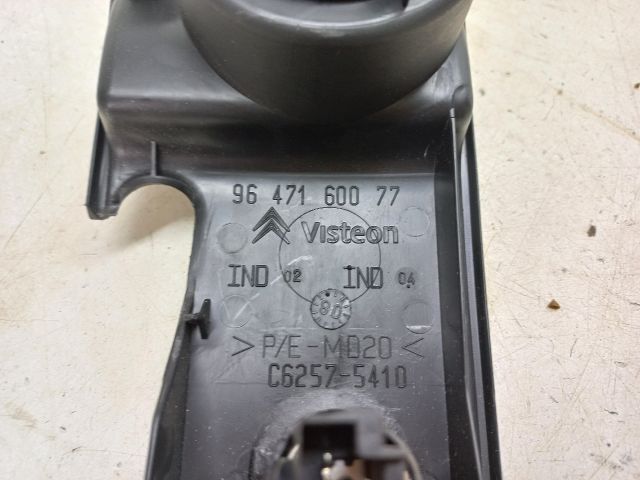 96 471 600 77
Visteon
IND 02 IND 04
>P/E-MD20<
C6257-5410